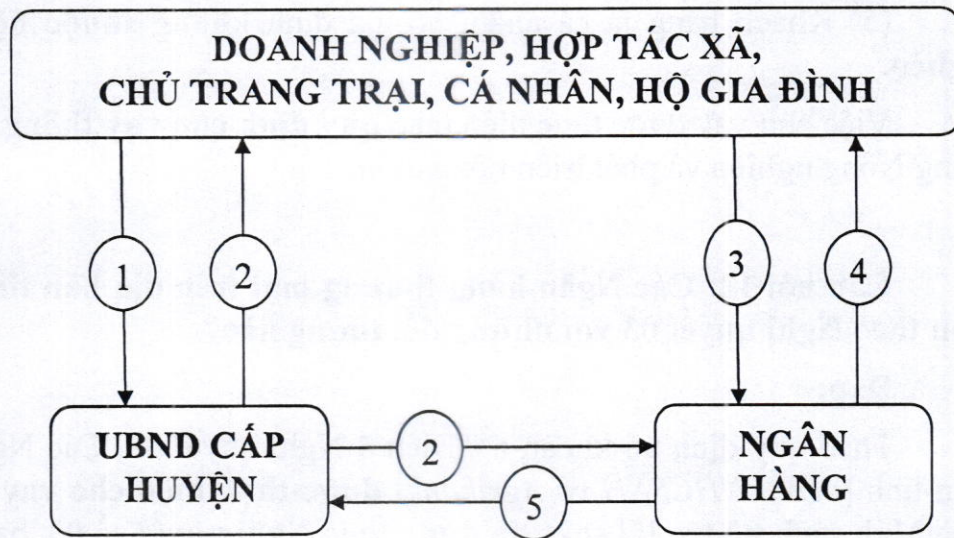 DOANH NGHIỆP, HỢP TÁC XÃ,
CHỦ TRANG TRẠI, CÁ NHÂN, HỘ GIA ĐÌNH
1
2
3
4
UBND CẤP
HUYỆN
2
5
NGÂN
HÀNG